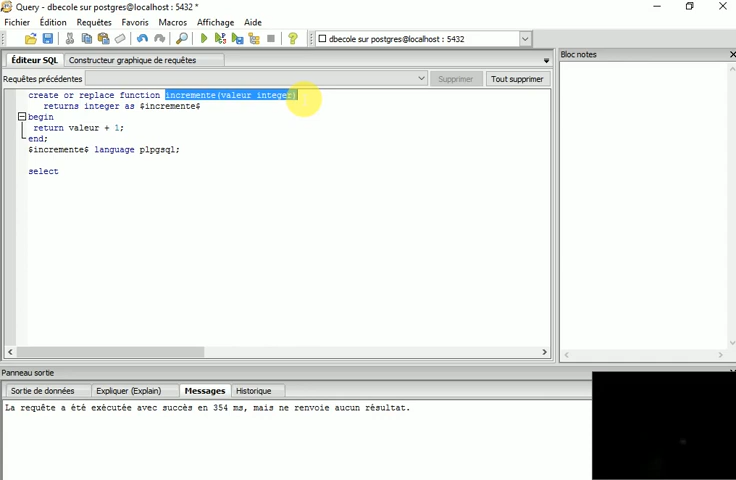 Query - dbecole sur postgres@localhost : 5432 *
Fichier Édition Requêtes Favoris Macros Affichage Aide
dbecole sur postgres@localhost : 5432
Éditeur SQL Constructeur graphique de requêtes
Bloc notes
Requêtes précédentes Supprimer Tout supprimer
create or replace function incremente(valeur integer)
returns integer as $incremente$
begin
return valeur + 1;
end;
$incremente$ language plpgsql;
select
Panneau sortie
Sortie de données Expliquer (Explain) Messages Historique
La requête a été exécutée avec succès en 354 ms, mais ne renvoie aucun résultat.